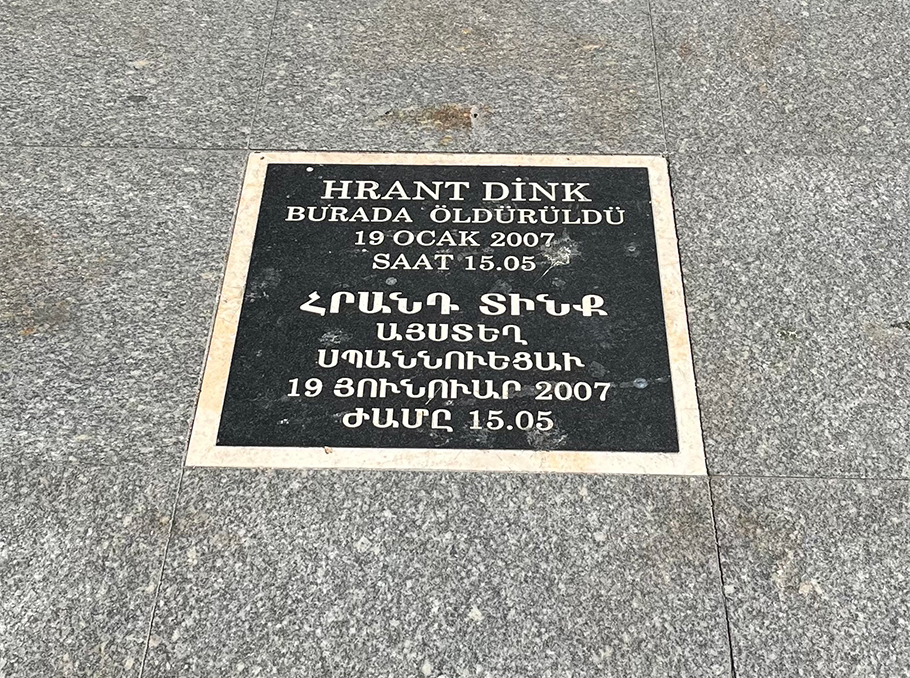 HRANT DİNK
BURADA ÖLDÜRÜLDÜ
19 OCAK 2007
SAAT 15.05
ՀՐԱՆԴ ՏԻՆՔ
ԱՅՍՏԵՂ
ՍՊԱՆՆՈՒԵՑԱՒ
19 ՅՈՒՆՈՒԱՐ 2007
ԺԱՄԸ 15.05